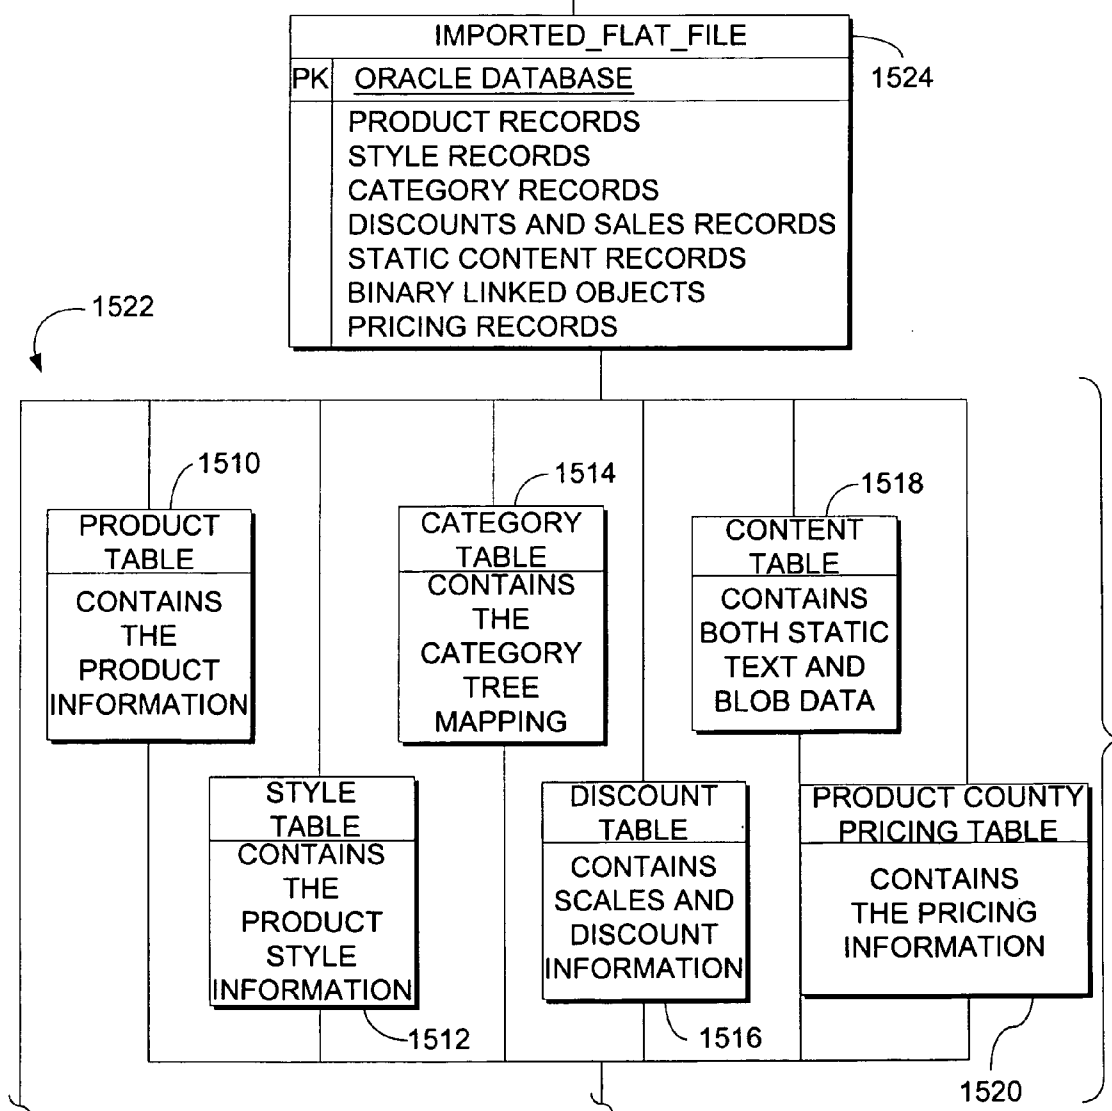 IMPORTED_FLAT_FILE
1524
PK ORACLE DATABASE
PRODUCT RECORDS
STYLE RECORDS
CATEGORY RECORDS
DISCOUNTS AND SALES RECORDS
STATIC CONTENT RECORDS
BINARY LINKED OBJECTS
PRICING RECORDS
1522
1510
PRODUCT
TABLE
CONTAINS
THE
PRODUCT
INFORMATION
1514
CATEGORY
TABLE
CONTAINS
THE
CATEGORY
TREE
MAPPING
1518
CONTENT
TABLE
CONTAINS
BOTH STATIC
TEXT AND
BLOB DATA
STYLE
TABLE
CONTAINS
THE
PRODUCT
STYLE
INFORMATION
1512
DISCOUNT
TABLE
CONTAINS
SCALES AND
DISCOUNT
INFORMATION
1516
PRODUCT COUNTY
PRICING TABLE
CONTAINS
THE PRICING
INFORMATION
1520